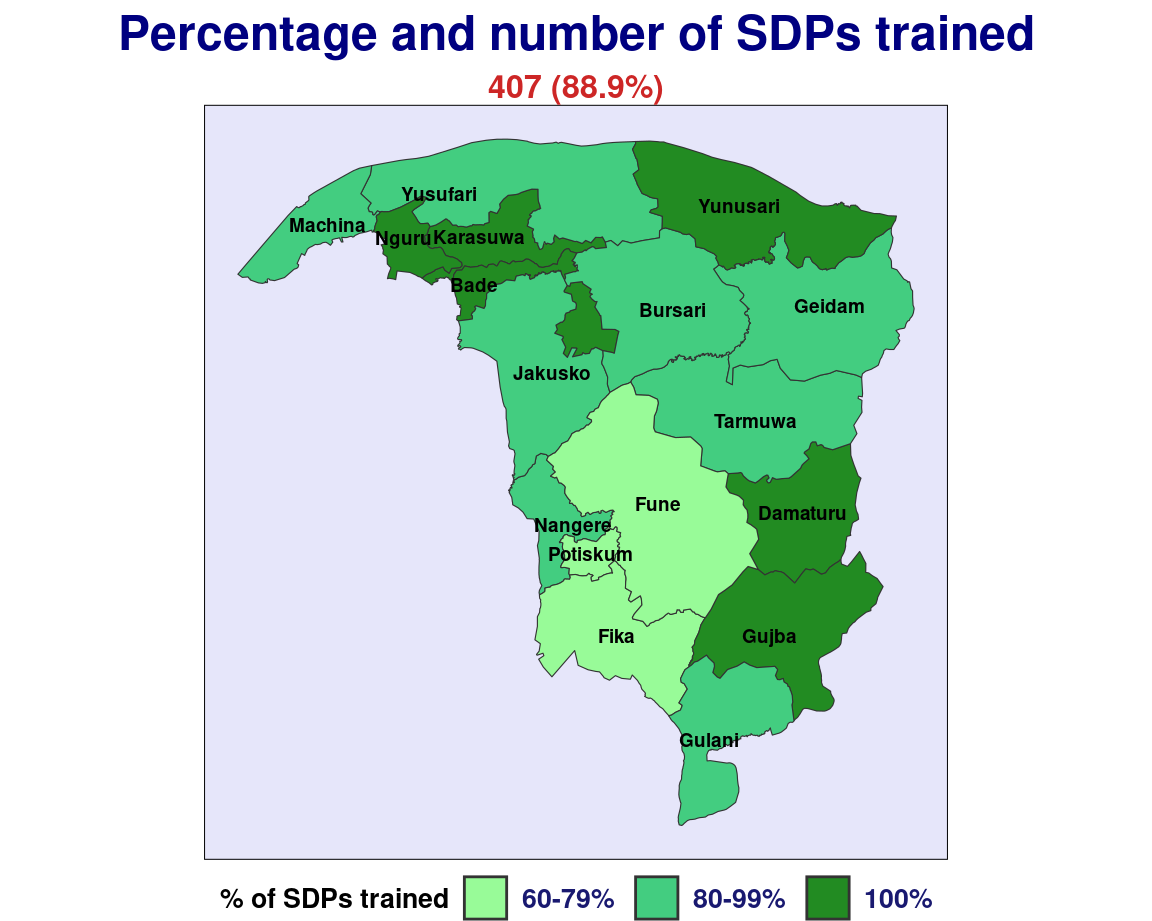 Percentage and number of SDPs trained
407 (88.9%)
Yusufari
Yunusari
Machina
Nguru
Karasuwa
Bade
Bursari
Geidam
Jakusko
Tarmuwa
Fune
Damaturu
Nangere
Potiskum
Fika
Gujba
Gulani
% of SDPs trained 60-79% 80-99% 100%